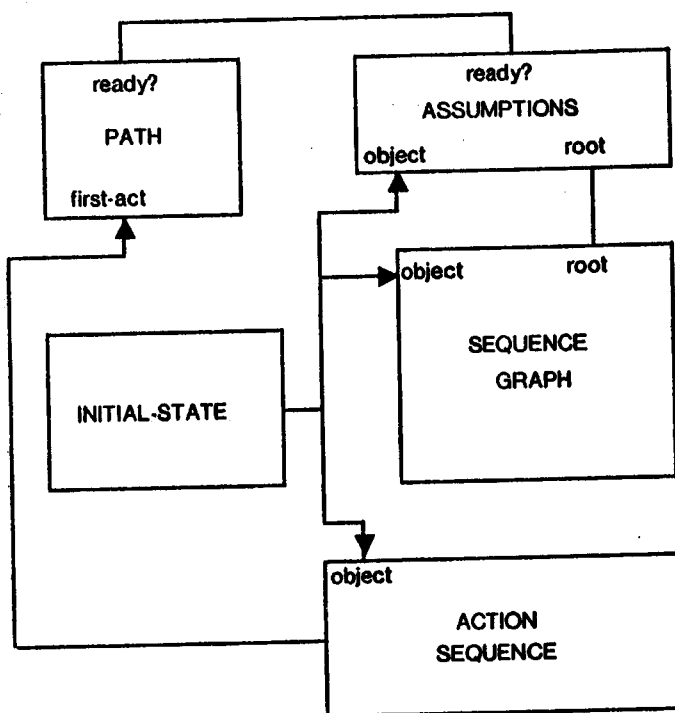 ready?
PATH
first-act
ready?
ASSUMPTIONS
object
root
object
root
SEQUENCE
GRAPH
INITIAL-STATE
object
ACTION
SEQUENCE